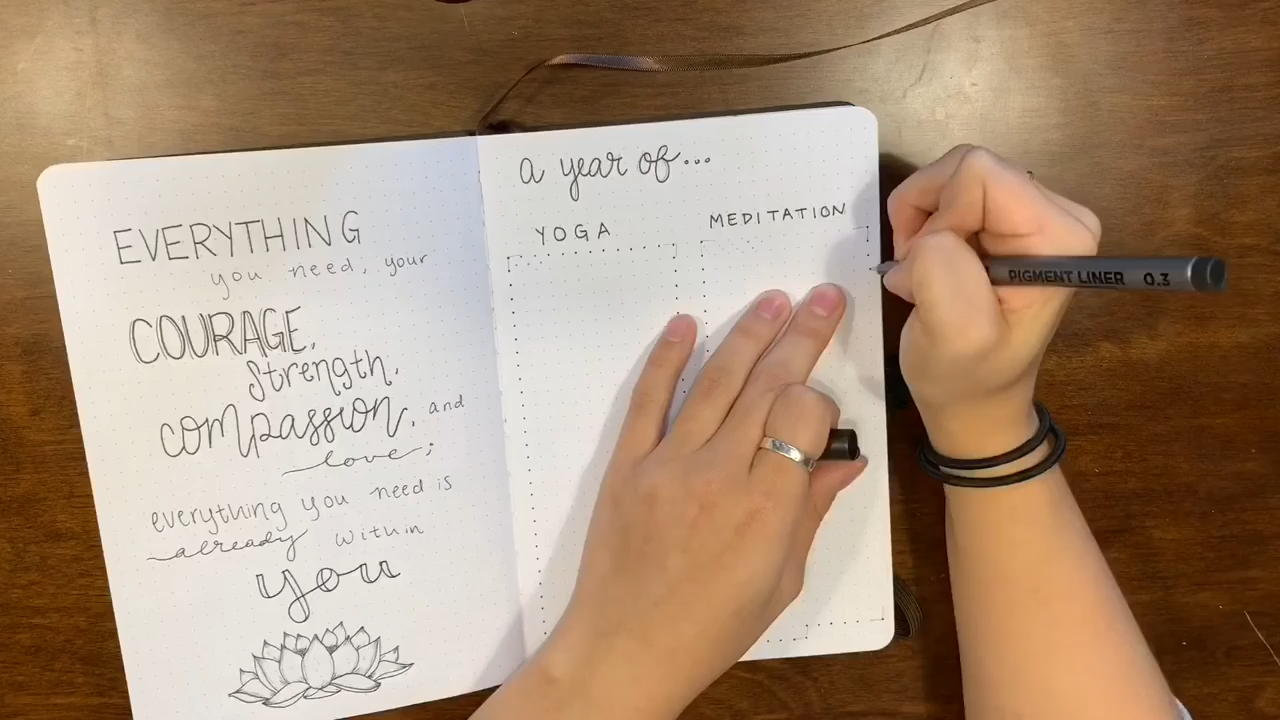 EVERYTHING
you need, your
COURAGE,
strength,
compassion, and
love;
everything you need is
already within
you
a year of...
YOGA
MEDITATION
PIGMENT LINER 0.3